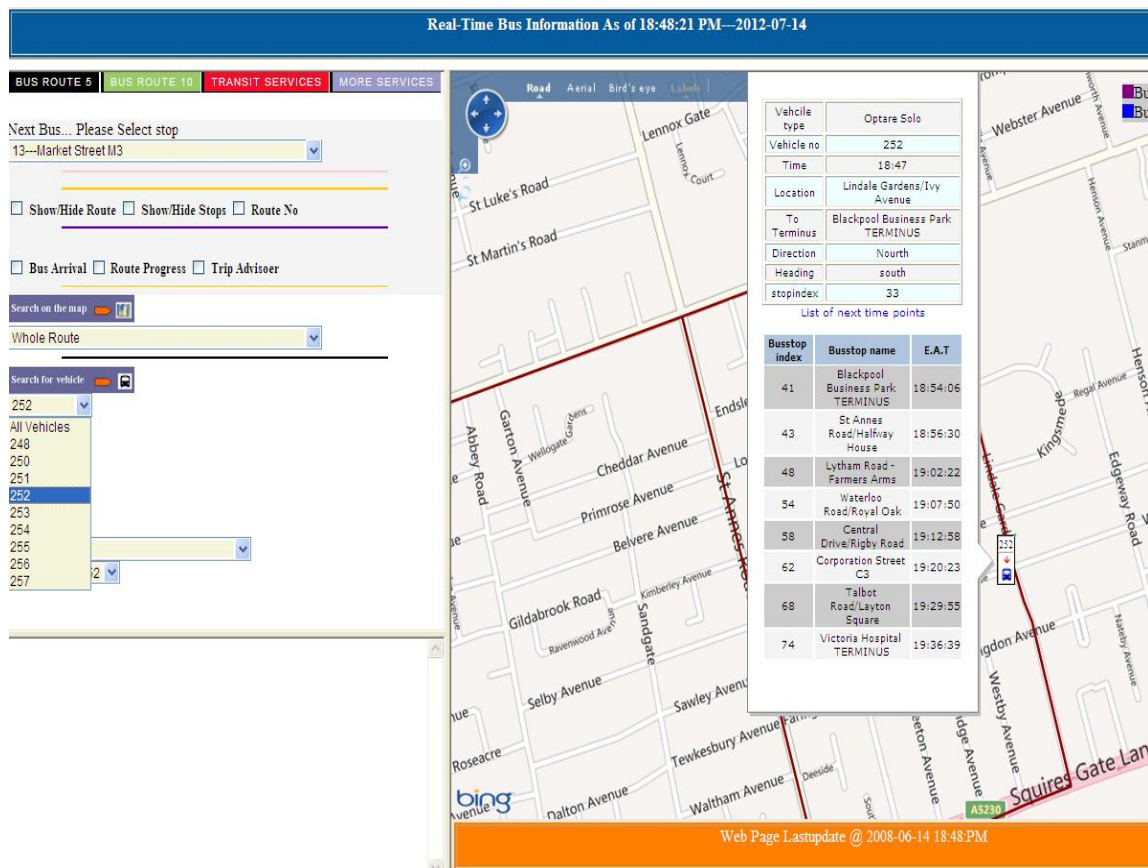 Real-Time Bus Information As of 18:48:21 PM---2012-07-14
BUS ROUTE 5
BUS ROUTE 10
TRANSIT SERVICES
MORE SERVICES
Next Bus... Please Select stop
13---Market Street M3
Show/Hide Route
Show/Hide Stops
Route No
Bus Arrival
Route Progress
Trip Advisoer
Search on the map
Whole Route
Search for vehicle
252
All Vehicles
248
250
251
252
253
254
255
256
257
Road
Aerial
Bird's eye
Labels
Lennox Gate
Lennox Court
St Luke's Road
St Martin's Road
Abbey Road
Garton Avenue
Wellogate Gardens
Cheddar Avenue
Primrose Avenue
Belvere Avenue
St Annes
Kimberley Avenue
Gildabrook Road
Ravenwood Ave
Sandgate
Selby Avenue
Sawley Avenu
Tewkesbury Avenue
Roseacre
Dalton Avenue
Waltham Avenue
Deeside
bing
Vehcile type
Optare Solo
Vehicle no
252
Time
18:47
Location
Lindale Gardens/Ivy
Avenue
To
Terminus
Blackpool Business Park
TERMINUS
Direction
Nourth
Heading
south
stopindex
33
List of next time points
Busstop index
Busstop name
E.A.T
41
Blackpool
Business Park
TERMINUS
18:54:06
43
St Annes
Road/Halfway
House
18:56:30
48
Lytham Road -
Farmers Arms
19:02:22
54
Waterloo
Road/Royal Oak
19:07:50
58
Central
Drive/Rigby Road
19:12:58
62
Corporation Street
C3
19:20:23
68
Talbot
Road/Layton
Square
19:29:55
74
Victoria Hospital
TERMINUS
19:36:39
Bu
Bu
Webster Avenue
Henson Avenue
Regal Avenue
Kingsmede
Edgeway Road
Lindale Gard
252
Nateby Avenue
Westby Avenue
Squires Gate Lan
A5230
Web Page Lastupdate @ 2008-06-14 18:48:PM